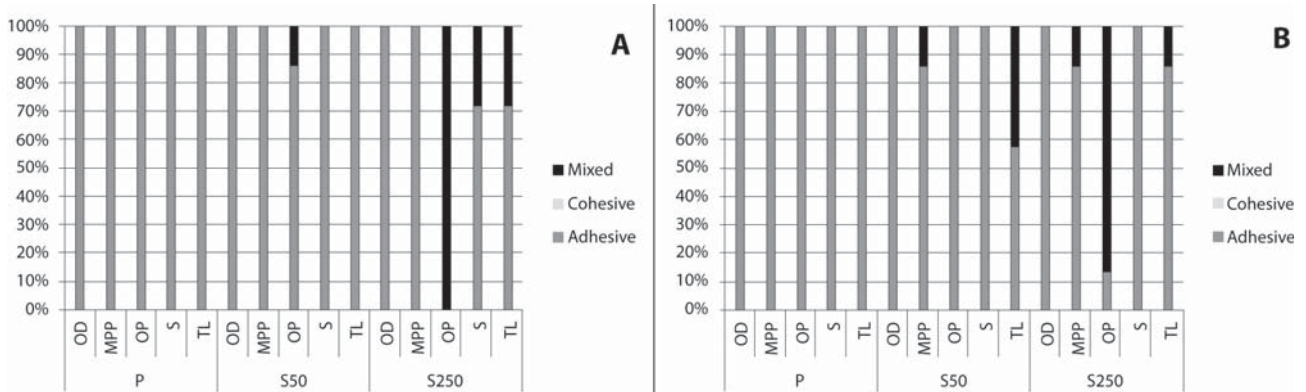 A
100%
90%
80%
70%
60%
50%
40%
30%
20%
10%
0%
OD MPP OP S TL OD MPP OP S TL OD MPP OP S TL
P S50 S250
Mixed
Cohesive
Adhesive
B
100%
90%
80%
70%
60%
50%
40%
30%
20%
10%
0%
OD MPP OP S TL OD MPP OP S TL OD MPP OP S TL
P S50 S250
Mixed
Cohesive
Adhesive